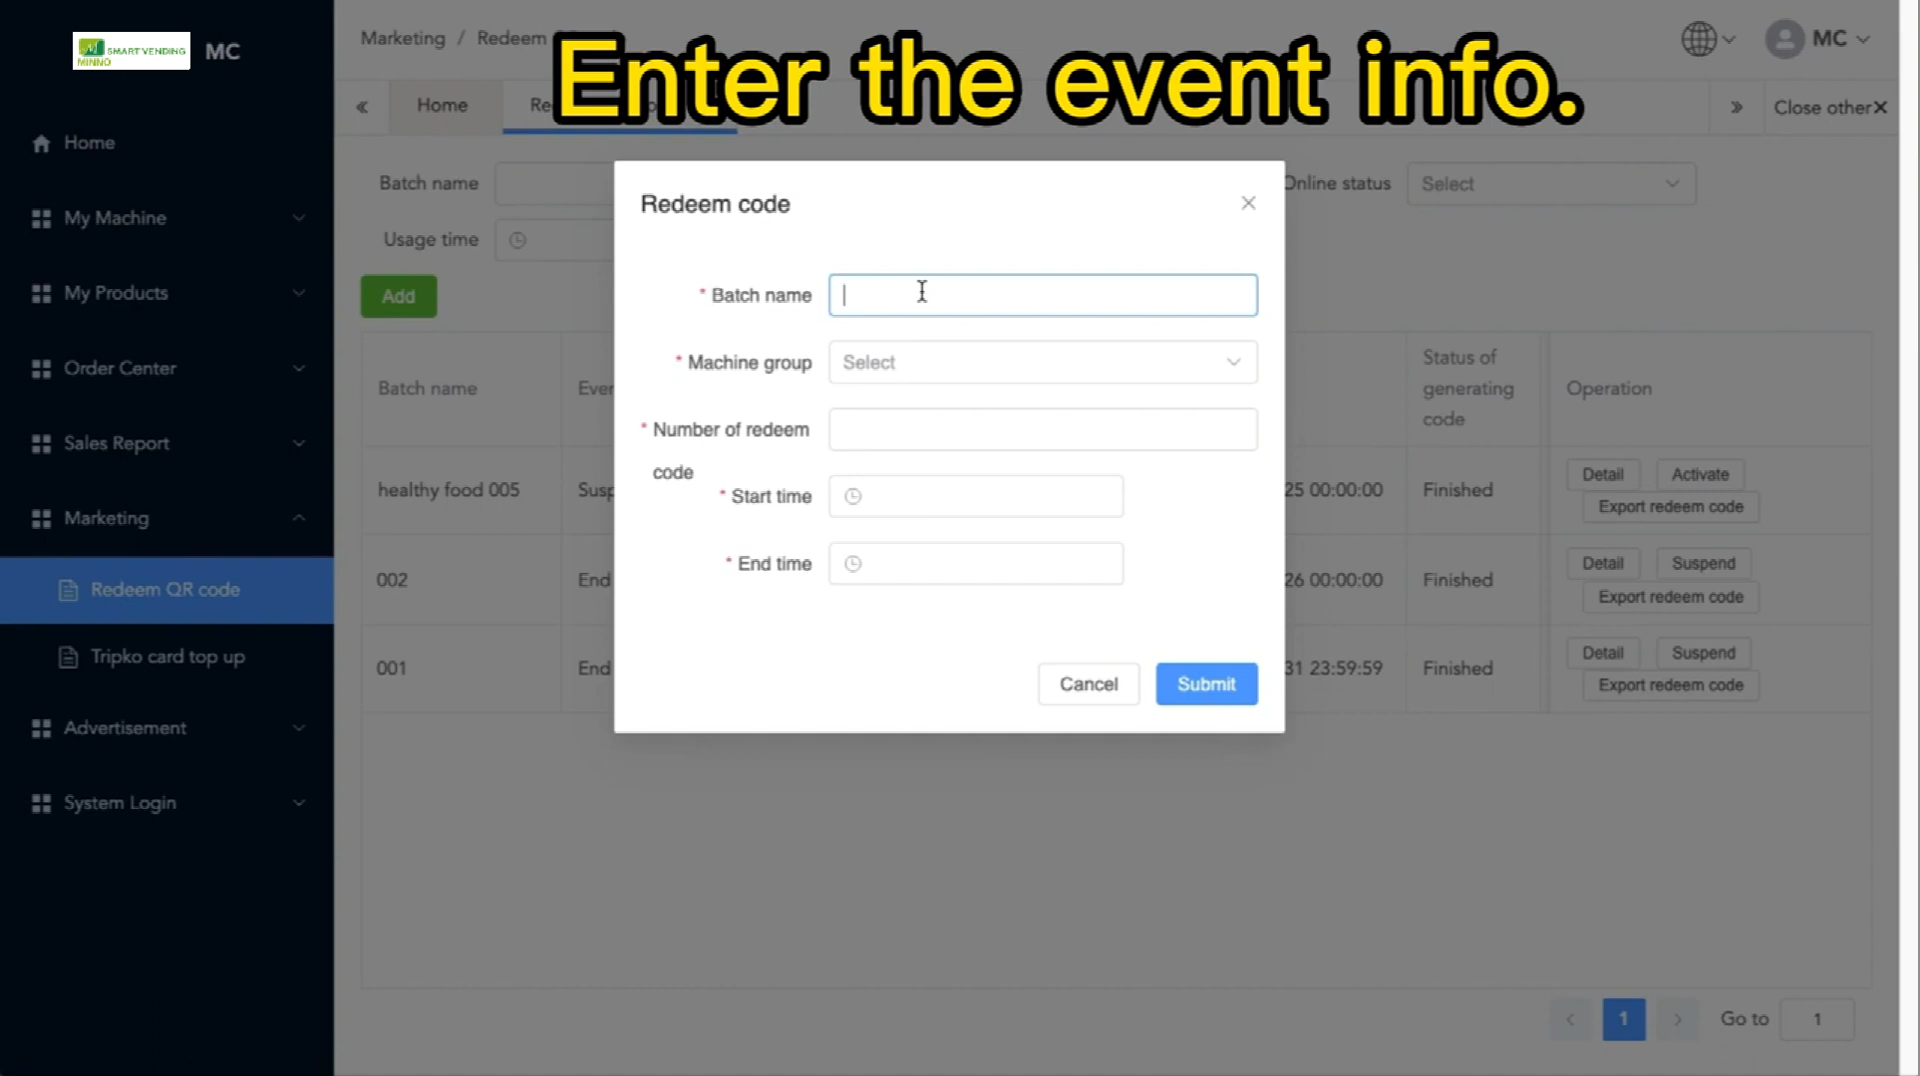 Enter the event info.
SMART VENDING
MINNO
MC
Marketing / Redeem
MC
Home
Close other
Home
My Machine
My Products
Order Center
Sales Report
Marketing
Redeem QR code
Tripko card top up
Advertisement
System Login
Batch name
Online status
Select
Usage time
Add
Batch name
Status of
generating
code
Operation
healthy food 005
25 00:00:00
Finished
Detail
Activate
Export redeem code
002
End
26 00:00:00
Finished
Detail
Suspend
Export redeem code
001
End
31 23:59:59
Finished
Detail
Suspend
Export redeem code
Redeem code
* Batch name
* Machine group
Select
* Number of redeem
code
* Start time
* End time
Cancel
Submit
1
Go to
1